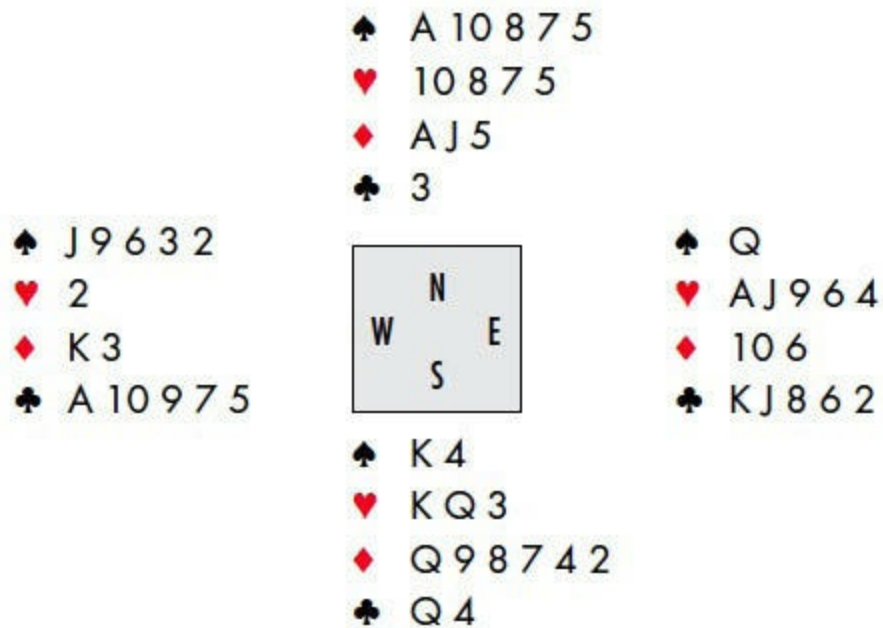 ♠ A 10 8 7 5
♥ 10 8 7 5
♦ A J 5
♣ 3
♠ J 9 6 3 2
♥ 2
♦ K 3
♣ A 10 9 7 5
N
W E
S
♠ Q
♥ A J 9 6 4
♦ 10 6
♣ K J 8 6 2
♠ K 4
♥ K Q 3
♦ Q 9 8 7 4 2
♣ Q 4